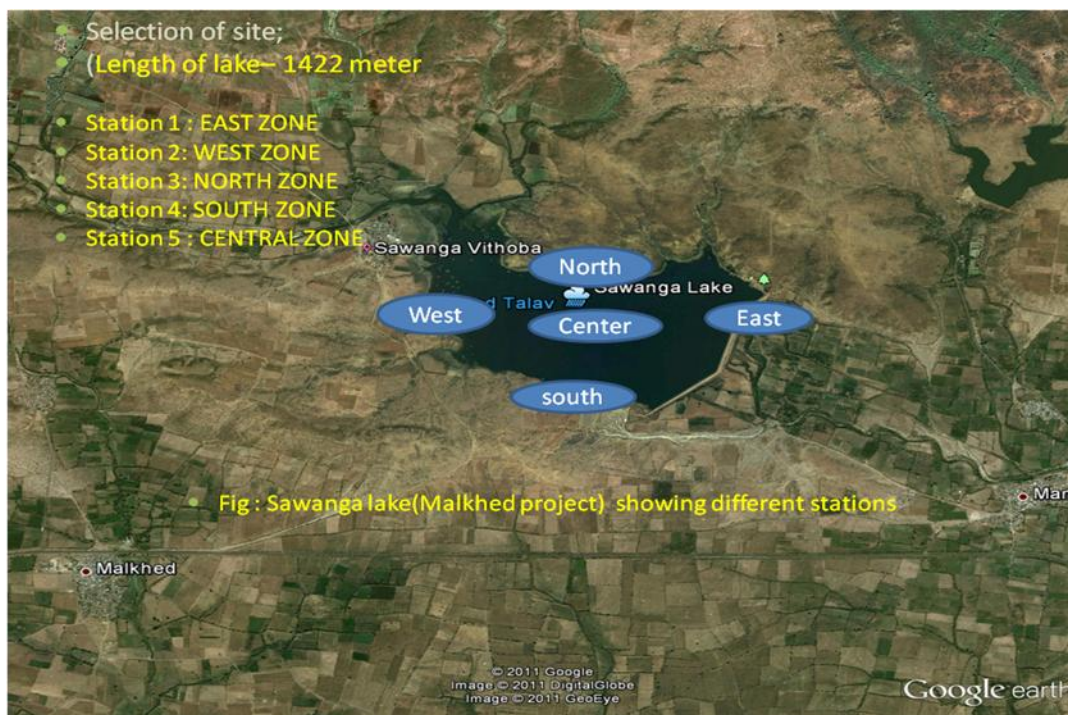 Selection of site;
(Length of lake– 1422 meter
Station 1 : EAST ZONE
Station 2: WEST ZONE
Station 3: NORTH ZONE
Station 4: SOUTH ZONE
Station 5 : CENTRAL ZONE
Sawanga Vithoba
North
Sawanga Lake
d Talav
West
Center
East
south
Fig : Sawanga lake(Malkhed project) showing different stations
Mar
Malkhed
© 2011 Google
Image © 2011 DigitalGlobe
Image © 2011 GeoEye
Google earth